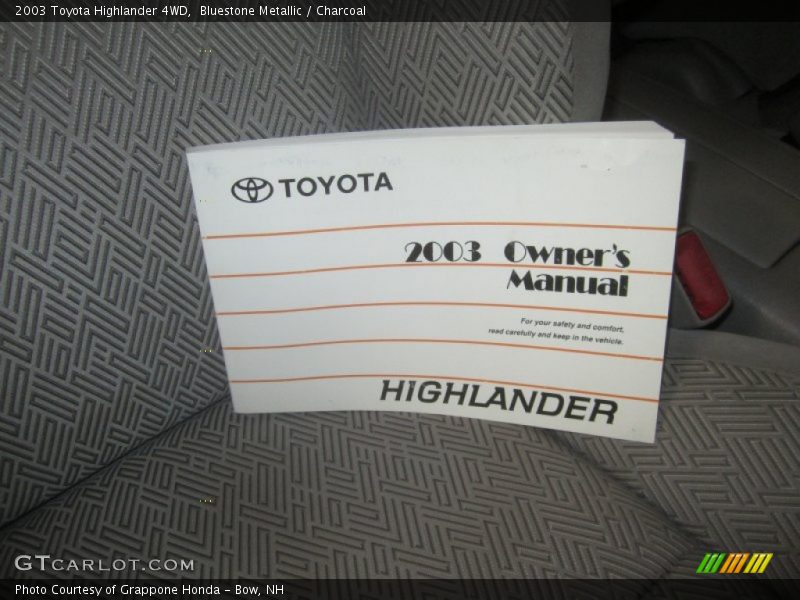 2003 Toyota Highlander 4WD,  Bluestone Metallic / Charcoal
TOYOTA
2003 Owner's
Manual
For your safety and comfort,
read carefully and keep in the vehicle.
HIGHLANDER
GTCARLOT.COM
Photo Courtesy of Grappone Honda - Bow, NH